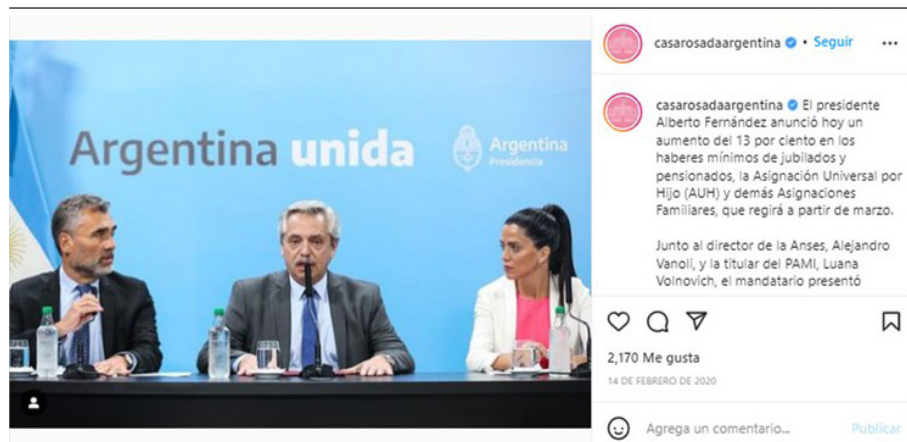 Argentina unida
Argentina
Presidencia
casarosadaargentina • Seguir
casarosadaargentina El presidente
Alberto Fernández anunció hoy un
aumento del 13 por ciento en los
haberes mínimos de jubilados y
pensionados, la Asignación Universal por
Hijo (AUH) y demás Asignaciones
Familiares, que regirá a partir de marzo.
Junto al director de la Anses, Alejandro
Vanoli, y la titular del PAMI, Luana
Volnovich, el mandatario presentó
2,170 Me gusta
14 DE FEBRERO DE 2020
Agrega un comentario... Publicar